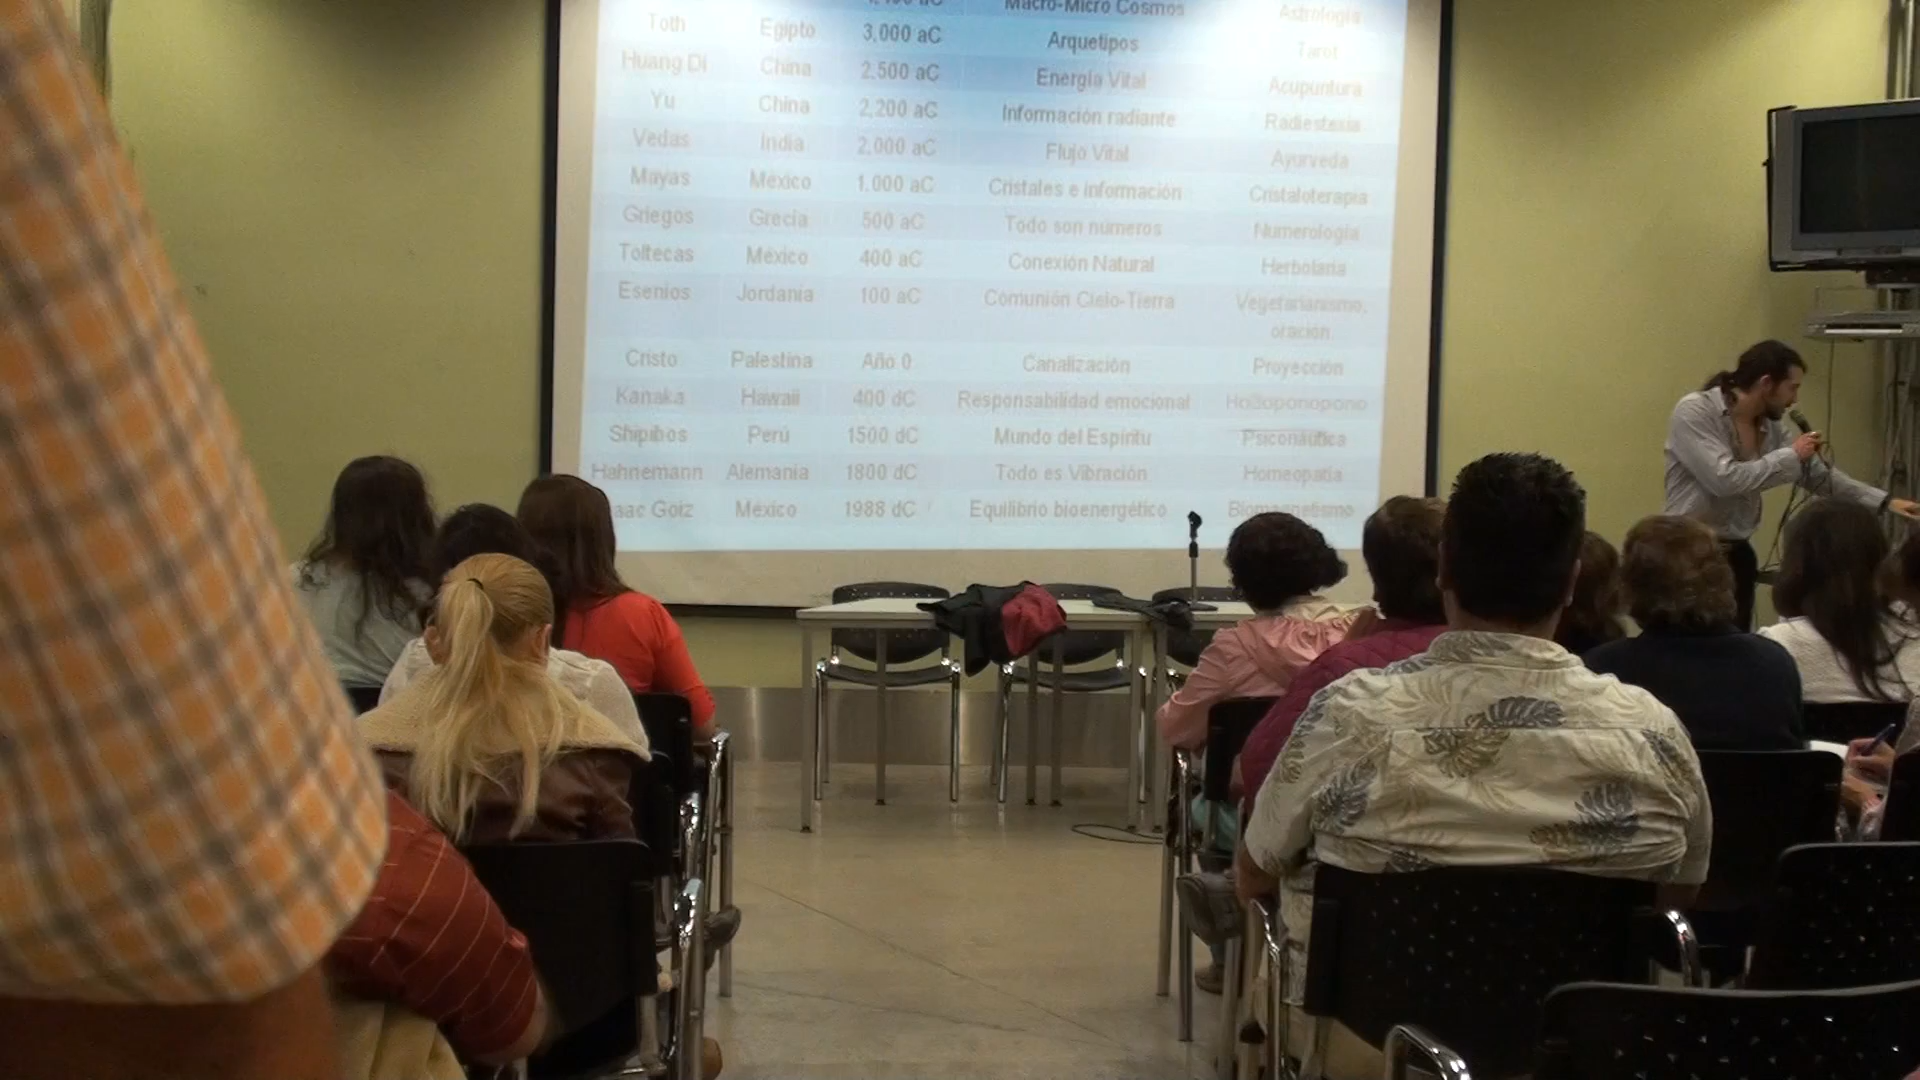 Macro-Micro Cosmos Astrología
Toth Egipto 3,000 aC Arquetipos Tarot
Huang Di China 2,500 aC Energía Vital Acupuntura
Yu China 2,200 aC Información radiante Radiestesia
Vedas India 2,000 aC Flujo Vital Ayurveda
Mayas México 1,000 aC Cristales e información Cristaloterapia
Griegos Grecia 500 aC Todo son números Numerología
Toltecas México 400 aC Conexión Natural Herbolaria
Esenios Jordania 100 aC Comunión Cielo-Tierra Vegetarianismo,
oración
Cristo Palestina Año 0 Canalización Proyección
Kanaka Hawaii 400 dC Responsabilidad emocional
Shipibos Perú 1500 dC Mundo del Espíritu Psiconáutica
Hahnemann Alemania 1800 dC Todo es Vibración Homeopatía
aac Goiz México 1988 dC Equilibrio bioenergético Biomagnetismo